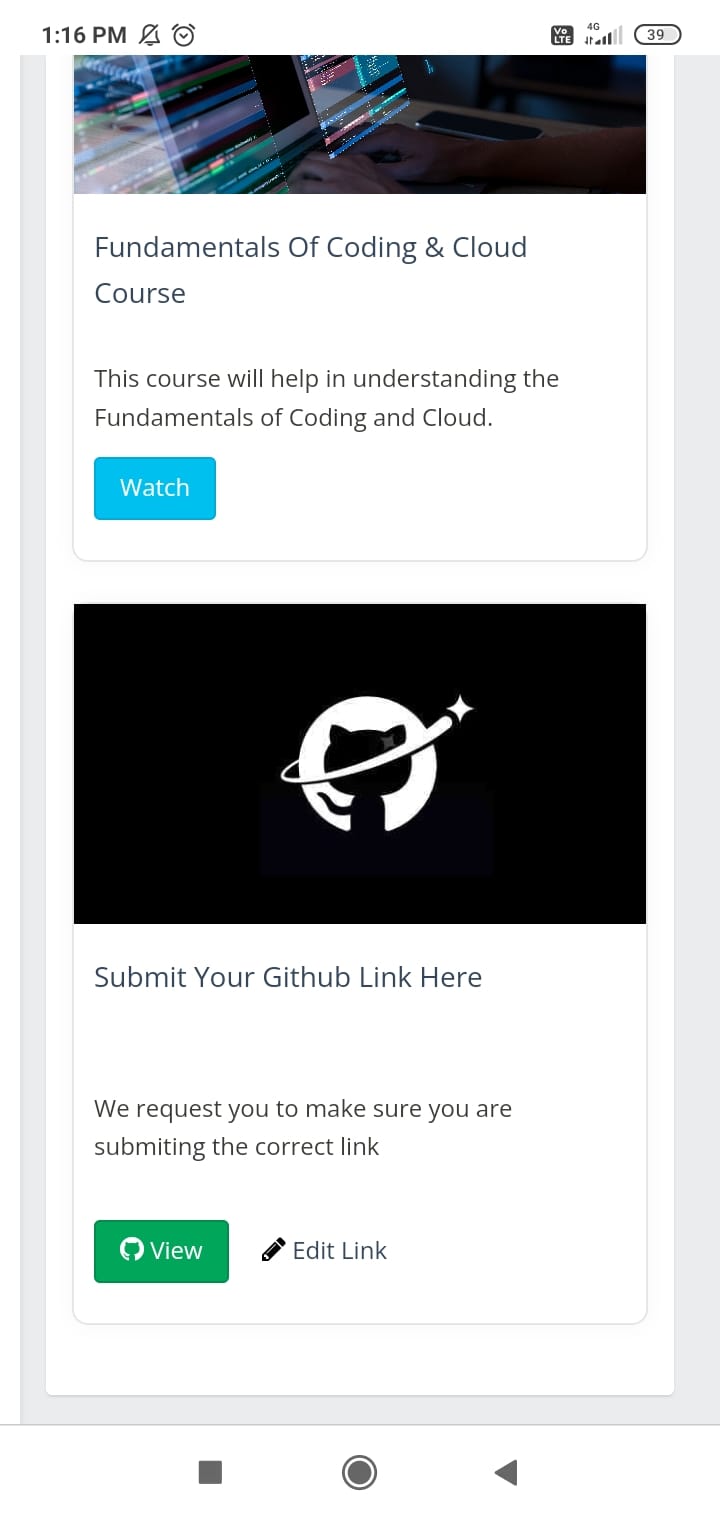 1:16 PM
Vo LTE 4G 39
Fundamentals Of Coding & Cloud
Course
This course will help in understanding the
Fundamentals of Coding and Cloud.
Watch
Submit Your Github Link Here
We request you to make sure you are
submiting the correct link
View Edit Link